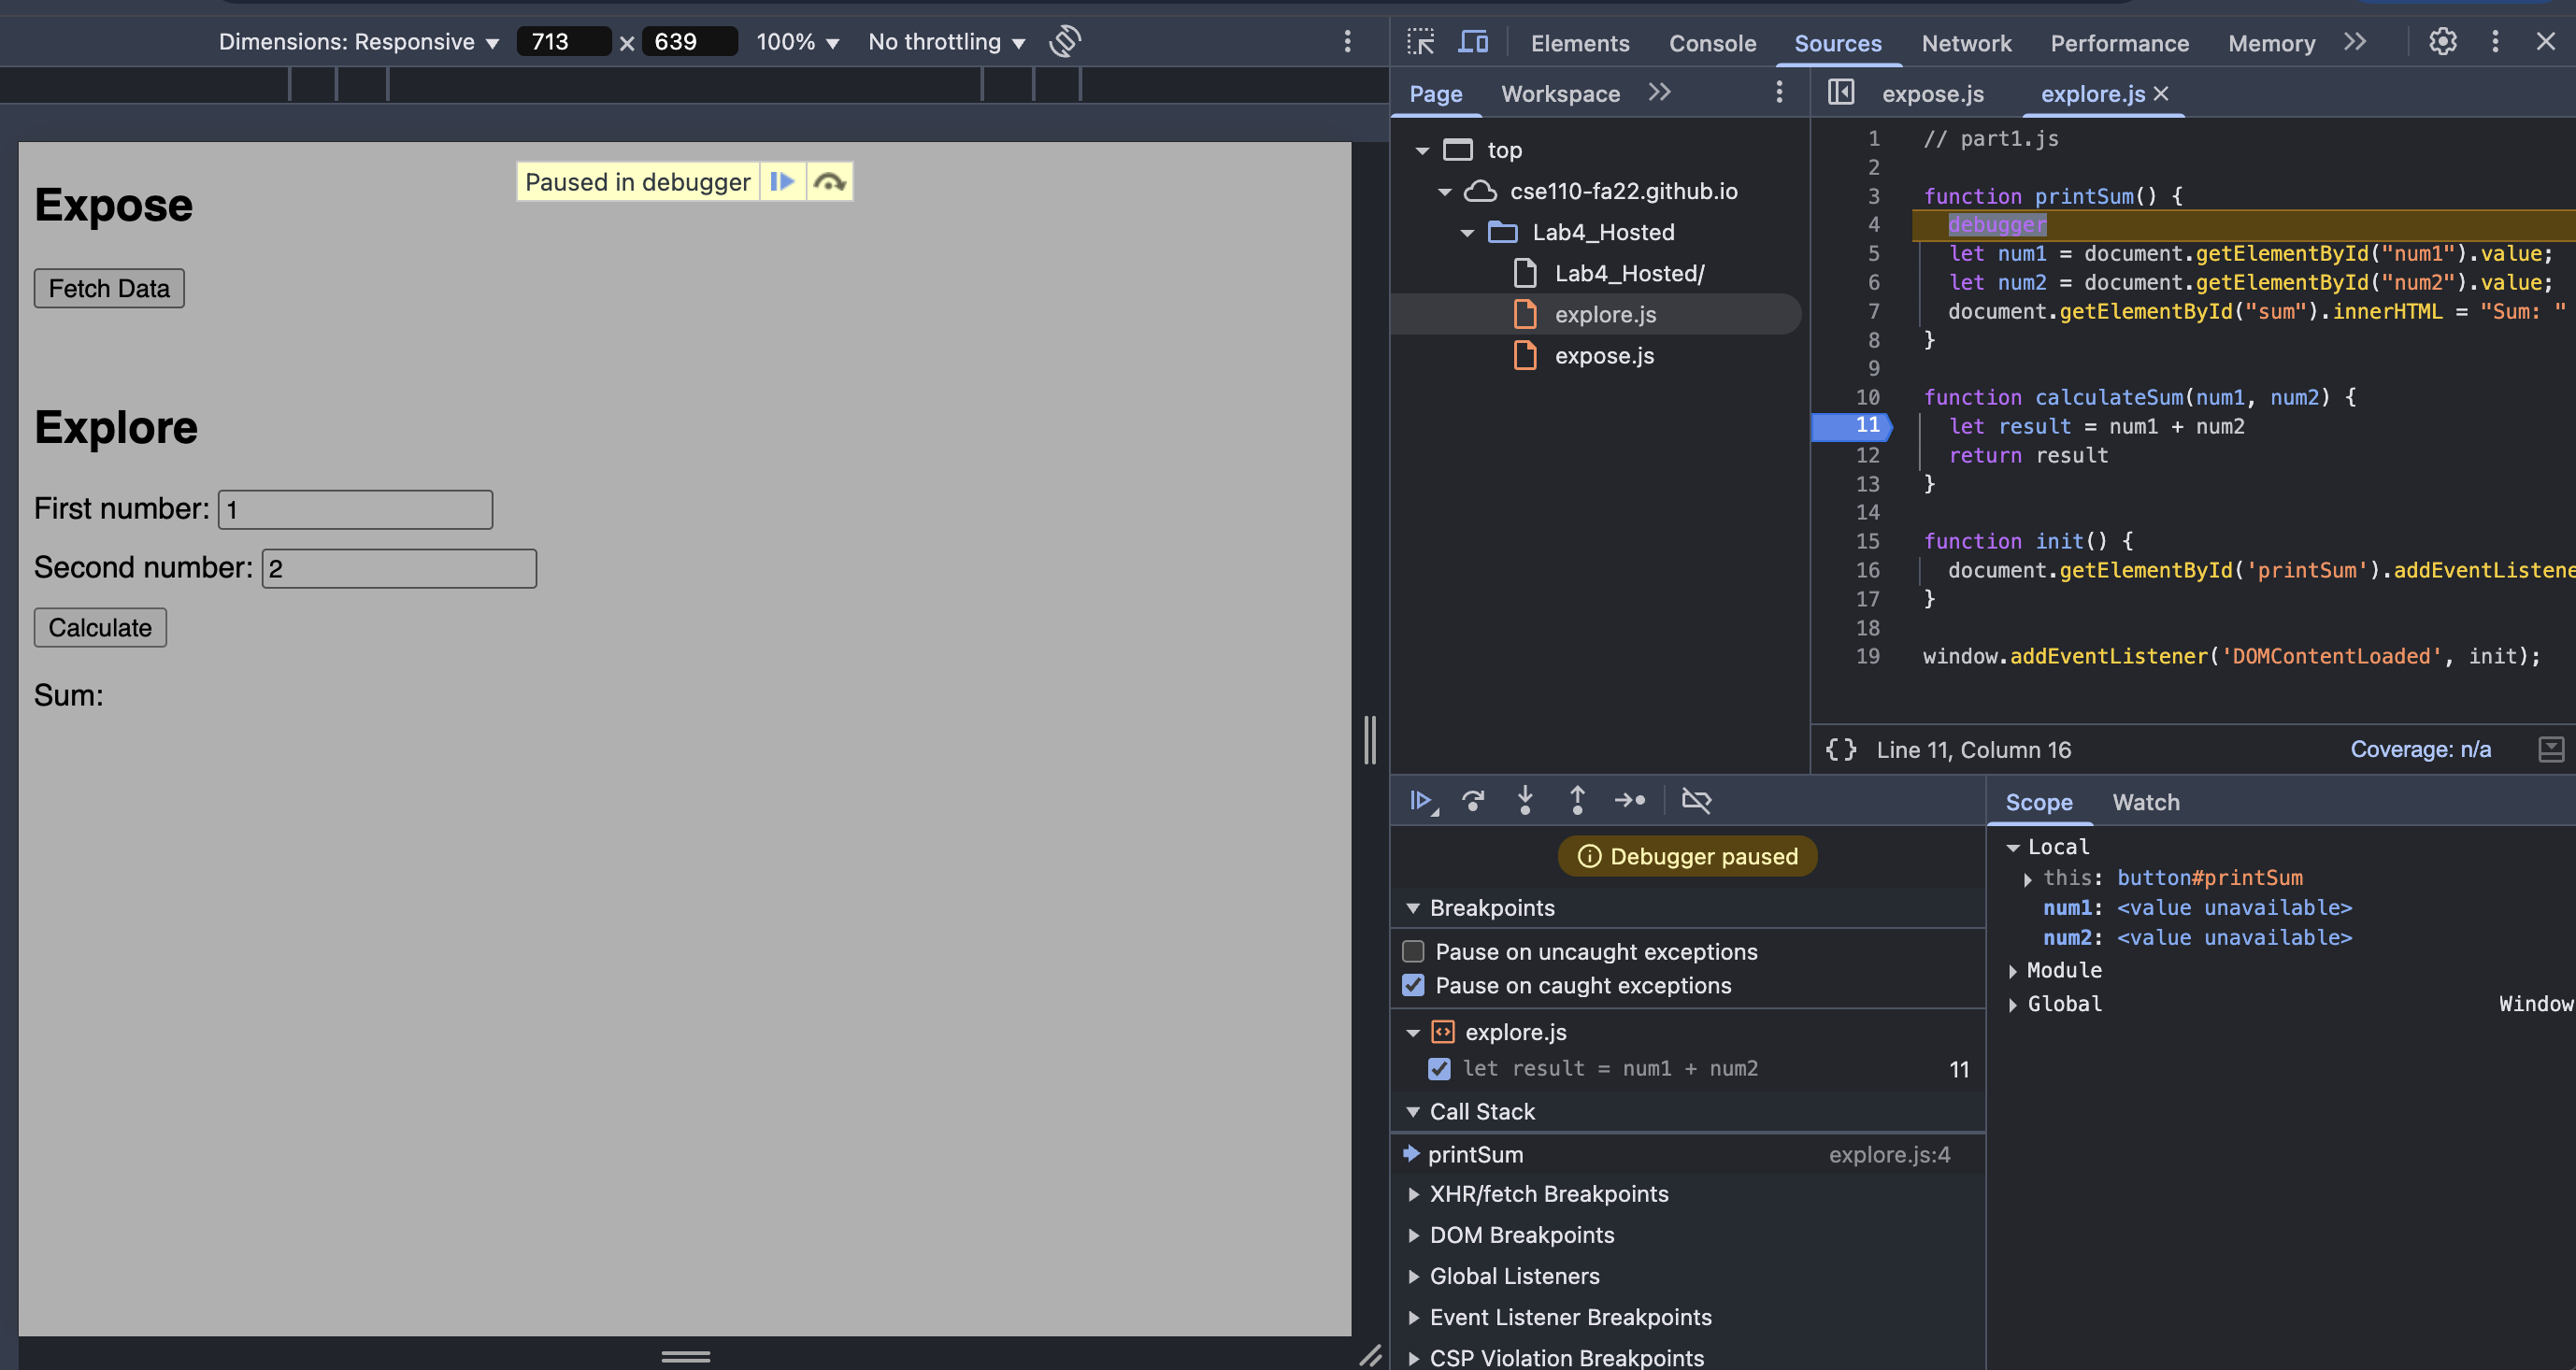 Dimensions: Responsive 713 × 639 100% No throttling
Elements Console Sources Network Performance Memory
Page Workspace
expose.js explore.js
top
cse110-fa22.github.io
Lab4_Hosted
Lab4_Hosted/
explore.js
expose.js
Paused in debugger
Expose
Fetch Data
Explore
First number: 1
Second number: 2
Calculate
Sum:
1 // part1.js
2
3 function printSum() {
4 debugger
5 let num1 = document.getElementById("num1").value;
6 let num2 = document.getElementById("num2").value;
7 document.getElementById("sum").innerHTML = "Sum: "
8 }
9
10 function calculateSum(num1, num2) {
11 let result = num1 + num2
12 return result
13 }
14
15 function init() {
16 document.getElementById('printSum').addEventListene
17 }
18
19 window.addEventListener('DOMContentLoaded', init);
{} Line 11, Column 16 Coverage: n/a
Debugger paused
Breakpoints
Pause on uncaught exceptions
Pause on caught exceptions
explore.js
let result = num1 + num2 11
Call Stack
printSum explore.js:4
XHR/fetch Breakpoints
DOM Breakpoints
Global Listeners
Event Listener Breakpoints
CSP Violation Breakpoints
Scope Watch
Local
this: button#printSum
num1: <value unavailable>
num2: <value unavailable>
Module
Global Window